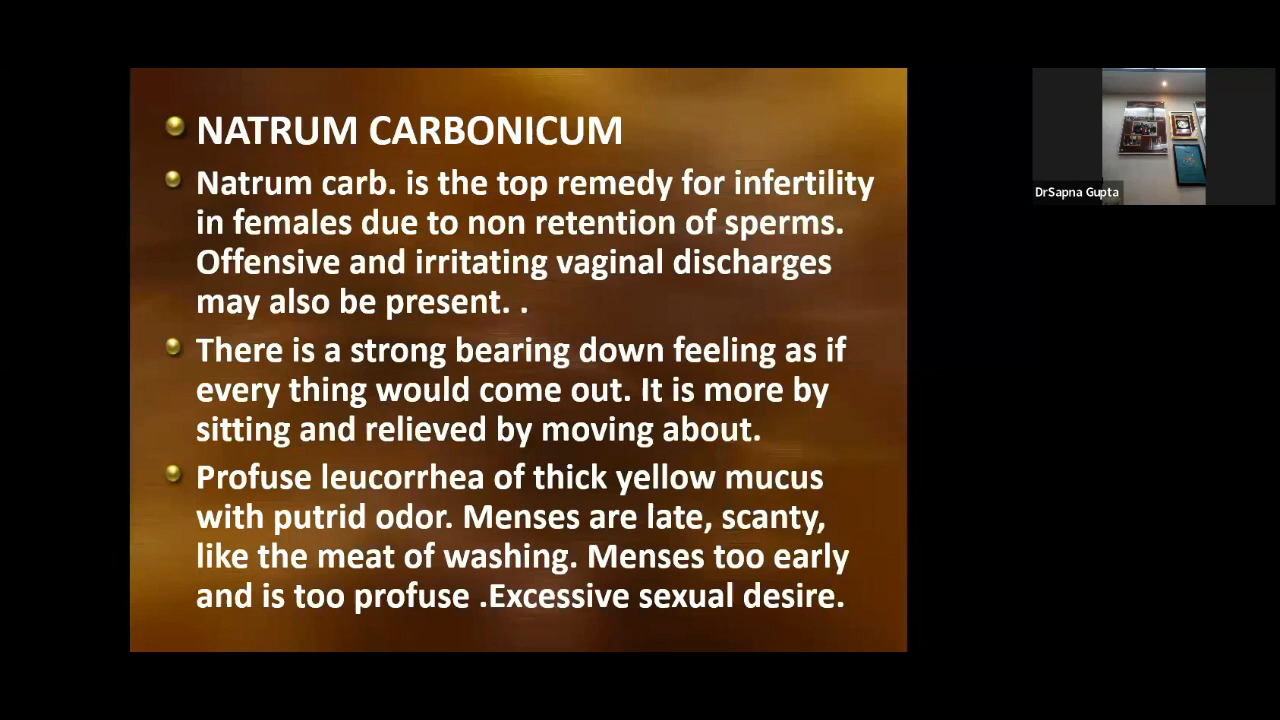 NATRUM CARBONICUM
Natrum carb. is the top remedy for infertility
in females due to non retention of sperms.
Offensive and irritating vaginal discharges
may also be present. .
There is a strong bearing down feeling as if
every thing would come out. It is more by
sitting and relieved by moving about.
Profuse leucorrhea of thick yellow mucus
with putrid odor. Menses are late, scanty,
like the meat of washing. Menses too early
and is too profuse .Excessive sexual desire.
DrSapna Gupta